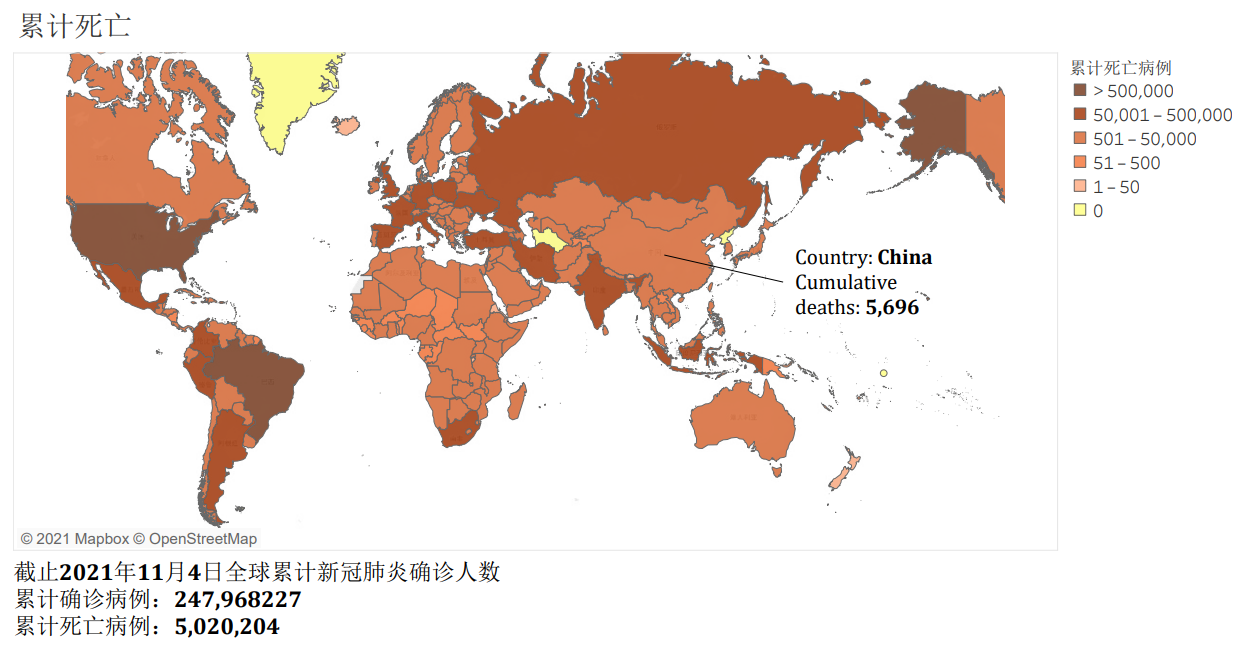 累计死亡
累计死亡病例
> 500,000
50,001 – 500,000
501 – 50,000
51 – 500
1 – 50
0
Country: China
Cumulative
deaths: 5,696
© 2021 Mapbox © OpenStreetMap
截止2021年11月4日全球累计新冠肺炎确诊人数
累计确诊病例：247,968227
累计死亡病例：5,020,204